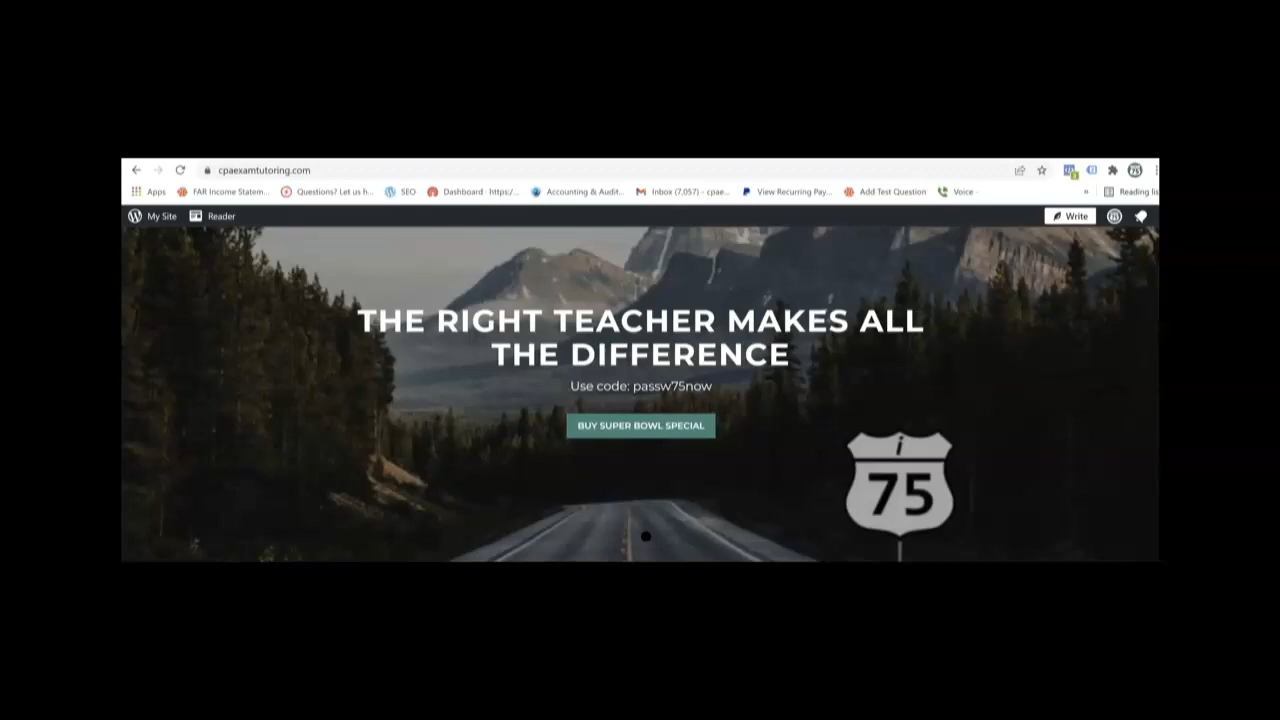 cpaexamtutoring.com
Apps FAR Income Statem... Questions? Let us h... SEO Dashboard · https:/... Accounting & Audit... Inbox (7,057) – cpae... View Recurring Pay... Add Test Question Voice » Reading lis
My Site Reader Write
THE RIGHT TEACHER MAKES ALL
THE DIFFERENCE
Use code: passw75now
BUY SUPER BOWL SPECIAL
i
75